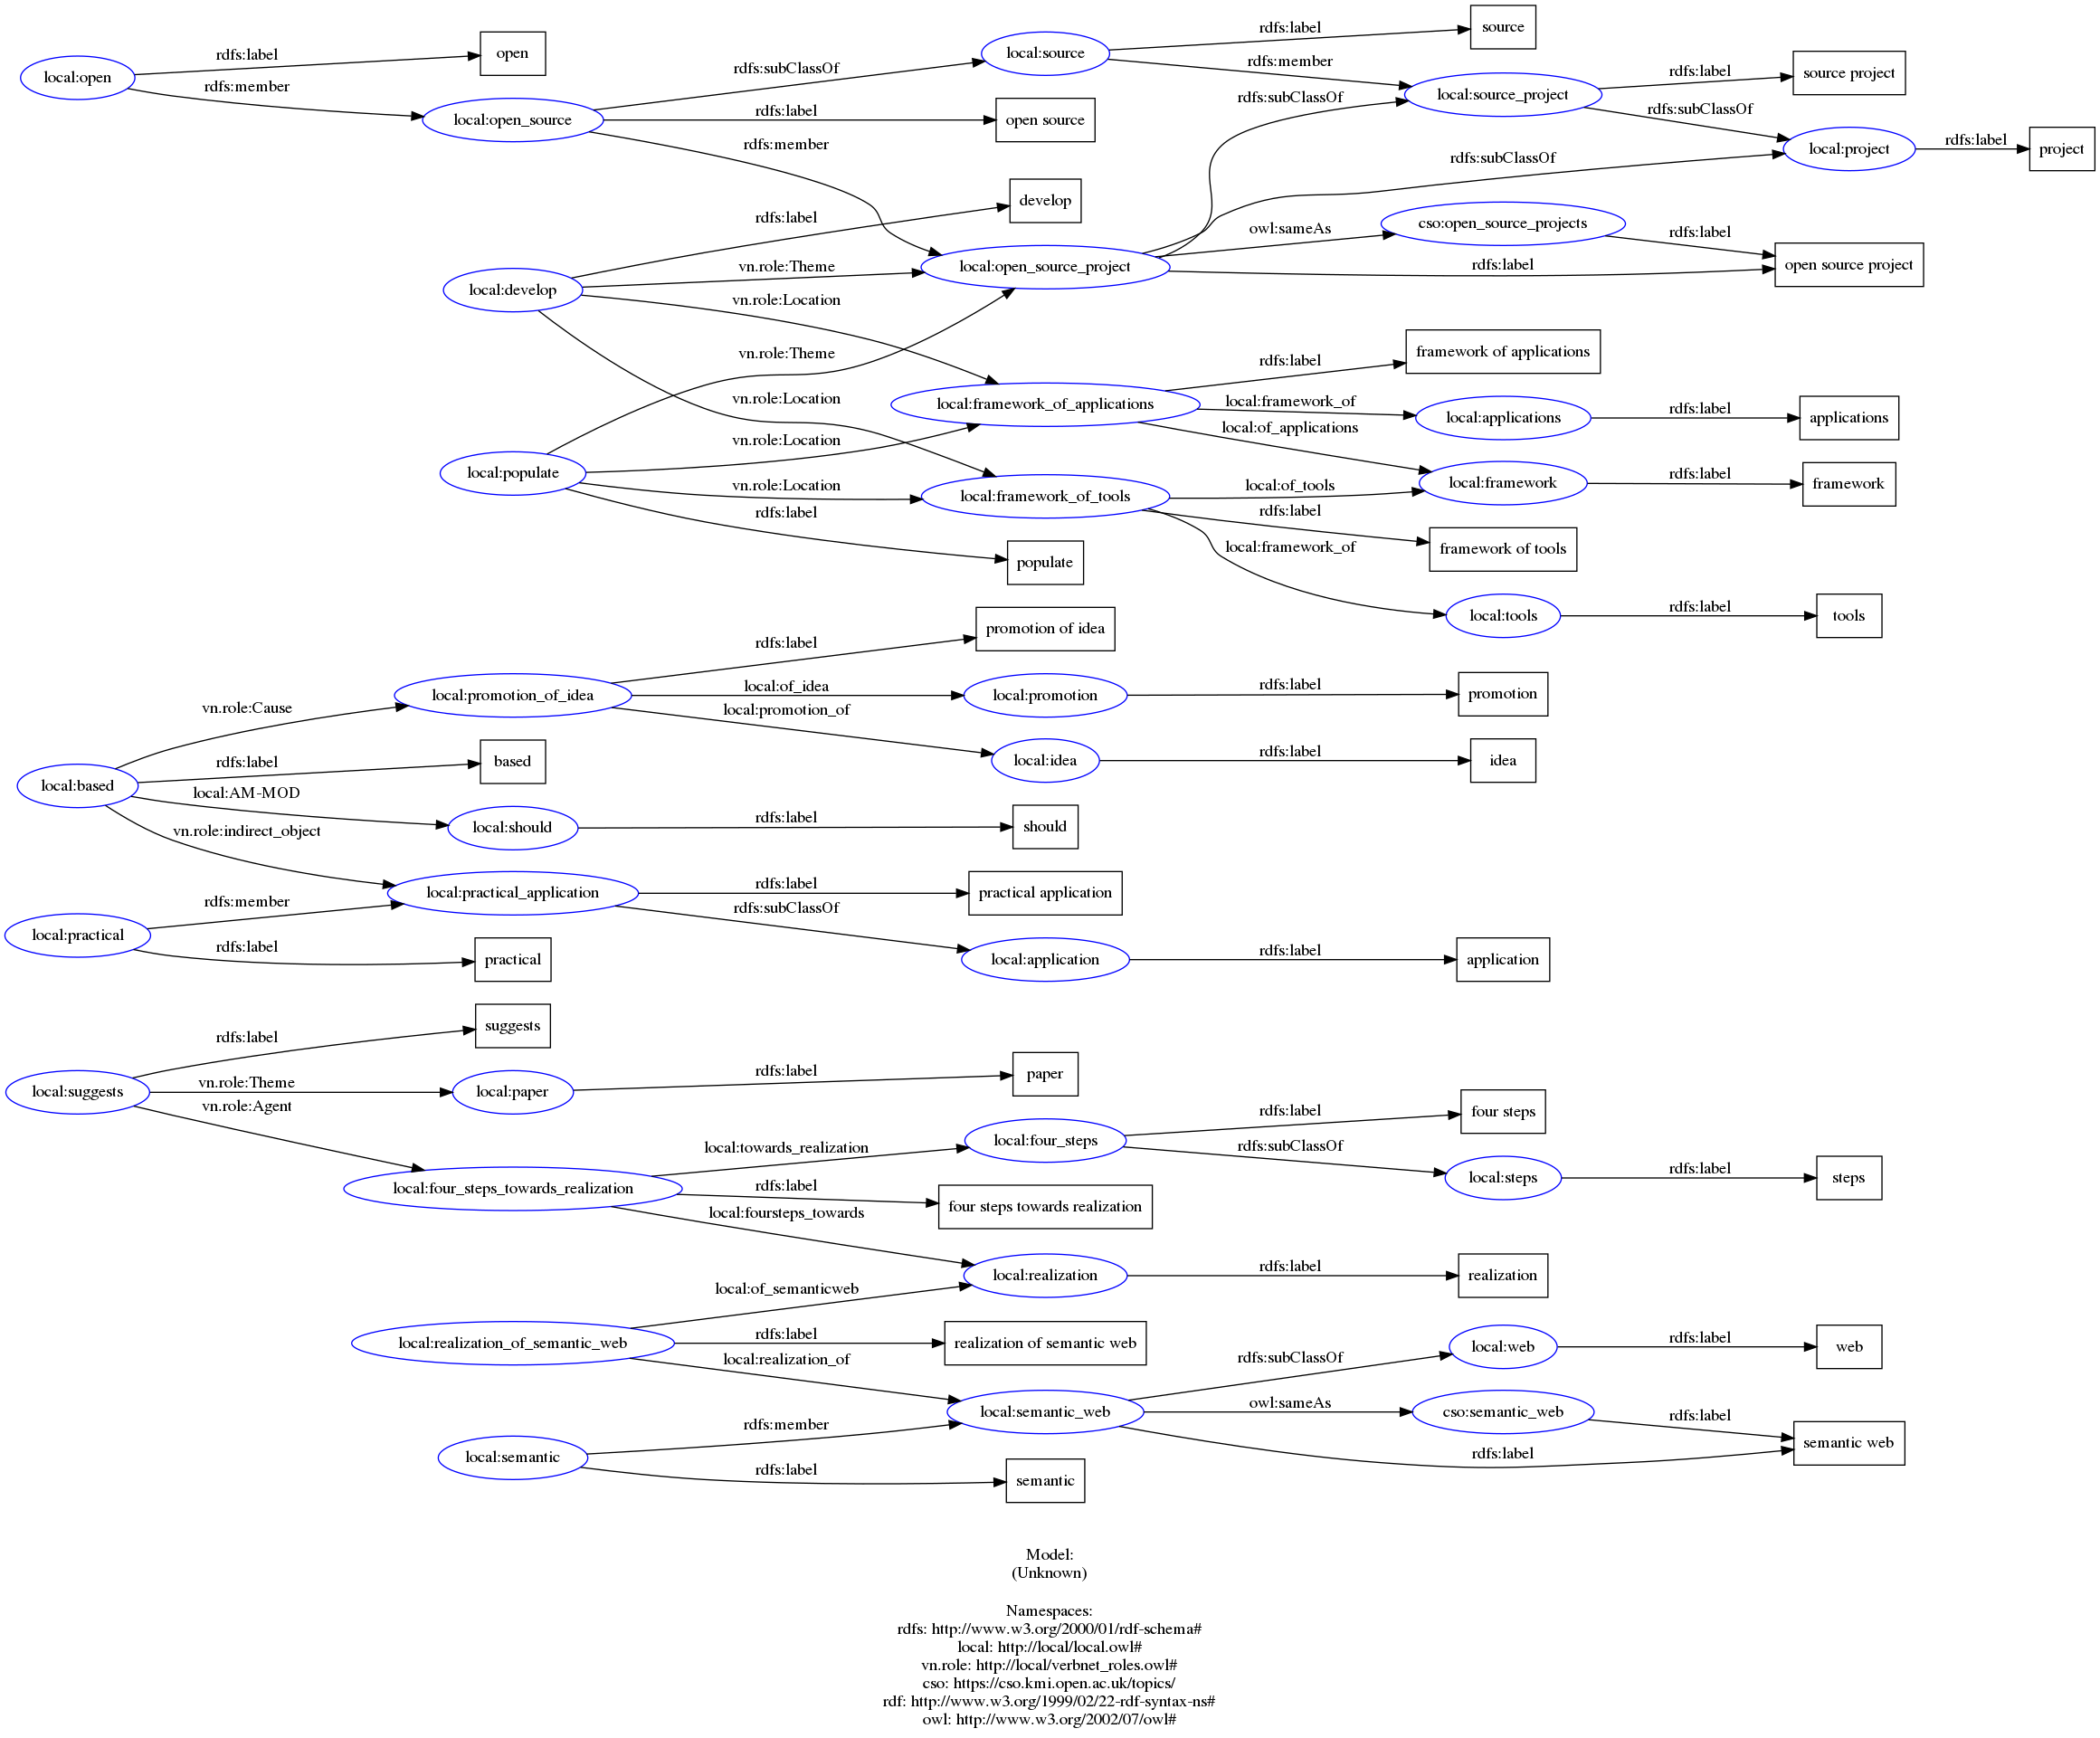 rdfs:label
source
local:source
open
rdfs:label
rdfs:member
source project
rdfs:label
local:open
rdfs:subClassOf
rdfs:member
rdfs:subClassOf
local:source_project
rdfs:label
open source
rdfs:subClassOf
local:open_source
rdfs:member
rdfs:subClassOf
local:project
rdfs:label
project
develop
rdfs:label
owl:sameAs
cso:open_source_projects
rdfs:label
vn.role:Theme
local:open_source_project
rdfs:label
open source project
local:develop
vn.role:Location
vn.role:Theme
rdfs:label
framework of applications
vn.role:Location
local:framework_of_applications
local:framework_of
local:applications
rdfs:label
applications
local:of_applications
vn.role:Location
local:populate
vn.role:Location
local:framework_of_tools
local:of_tools
local:framework
rdfs:label
framework
rdfs:label
rdfs:label
framework of tools
local:framework_of
populate
local:tools
rdfs:label
tools
rdfs:label
promotion of idea
local:promotion_of_idea
local:of_idea
local:promotion
rdfs:label
promotion
vn.role:Cause
local:promotion_of
local:idea
rdfs:label
idea
rdfs:label
based
local:based
local:AM-MOD
local:should
rdfs:label
should
vn.role:indirect_object
local:practical_application
rdfs:label
practical application
rdfs:member
rdfs:subClassOf
local:practical
rdfs:label
practical
local:application
rdfs:label
application
rdfs:label
suggests
local:suggests
vn.role:Theme
local:paper
rdfs:label
paper
vn.role:Agent
rdfs:label
four steps
local:towards_realization
local:four_steps
rdfs:subClassOf
local:steps
rdfs:label
steps
local:four_steps_towards_realization
rdfs:label
four steps towards realization
local:foursteps_towards
local:realization
rdfs:label
realization
local:of_semanticweb
local:realization_of_semantic_web
rdfs:label
realization of semantic web
local:web
rdfs:label
web
local:realization_of
rdfs:subClassOf
local:semantic_web
owl:sameAs
cso:semantic_web
rdfs:label
rdfs:member
semantic web
local:semantic
rdfs:label
rdfs:label
semantic
Model:
(Unknown)
Namespaces:
rdfs: http://www.w3.org/2000/01/rdf-schema#
local: http://local/local.owl#
vn.role: http://local/verbnet_roles.owl#
cso: https://cso.kmi.open.ac.uk/topics/
rdf: http://www.w3.org/1999/02/22-rdf-syntax-ns#
owl: http://www.w3.org/2002/07/owl#